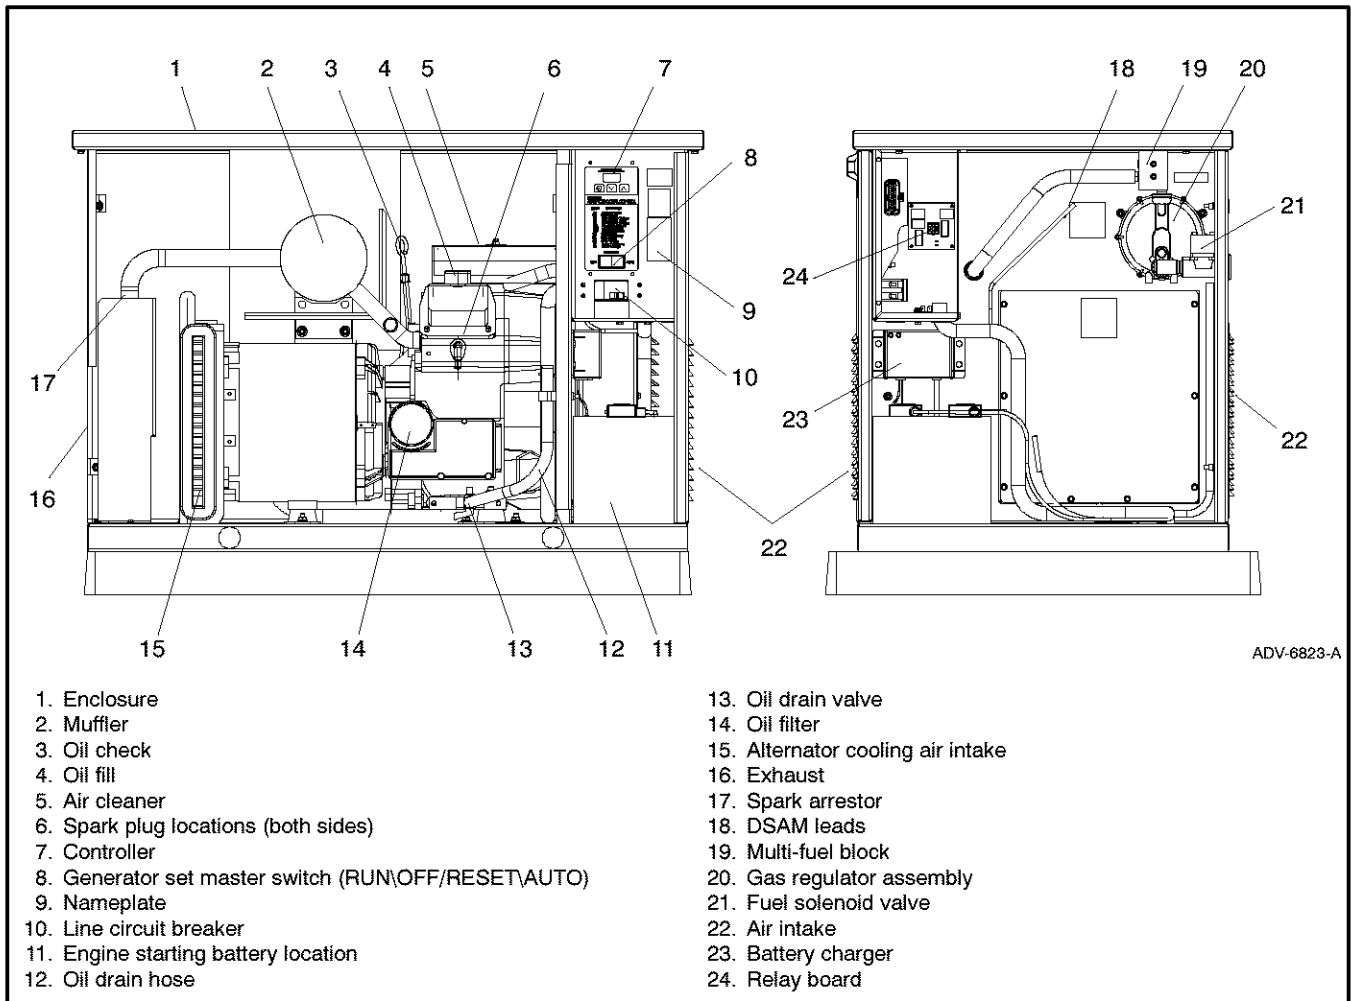 1 2 3 4 5 6 7 18 19 20
8
21
24
9
17
10
23
22
16
22
15 14 13 12 11
ADV-6823-A
1. Enclosure
2. Muffler
3. Oil check
4. Oil fill
5. Air cleaner
6. Spark plug locations (both sides)
7. Controller
8. Generator set master switch (RUN\OFF/RESET\AUTO)
9. Nameplate
10. Line circuit breaker
11. Engine starting battery location
12. Oil drain hose
13. Oil drain valve
14. Oil filter
15. Alternator cooling air intake
16. Exhaust
17. Spark arrestor
18. DSAM leads
19. Multi-fuel block
20. Gas regulator assembly
21. Fuel solenoid valve
22. Air intake
23. Battery charger
24. Relay board